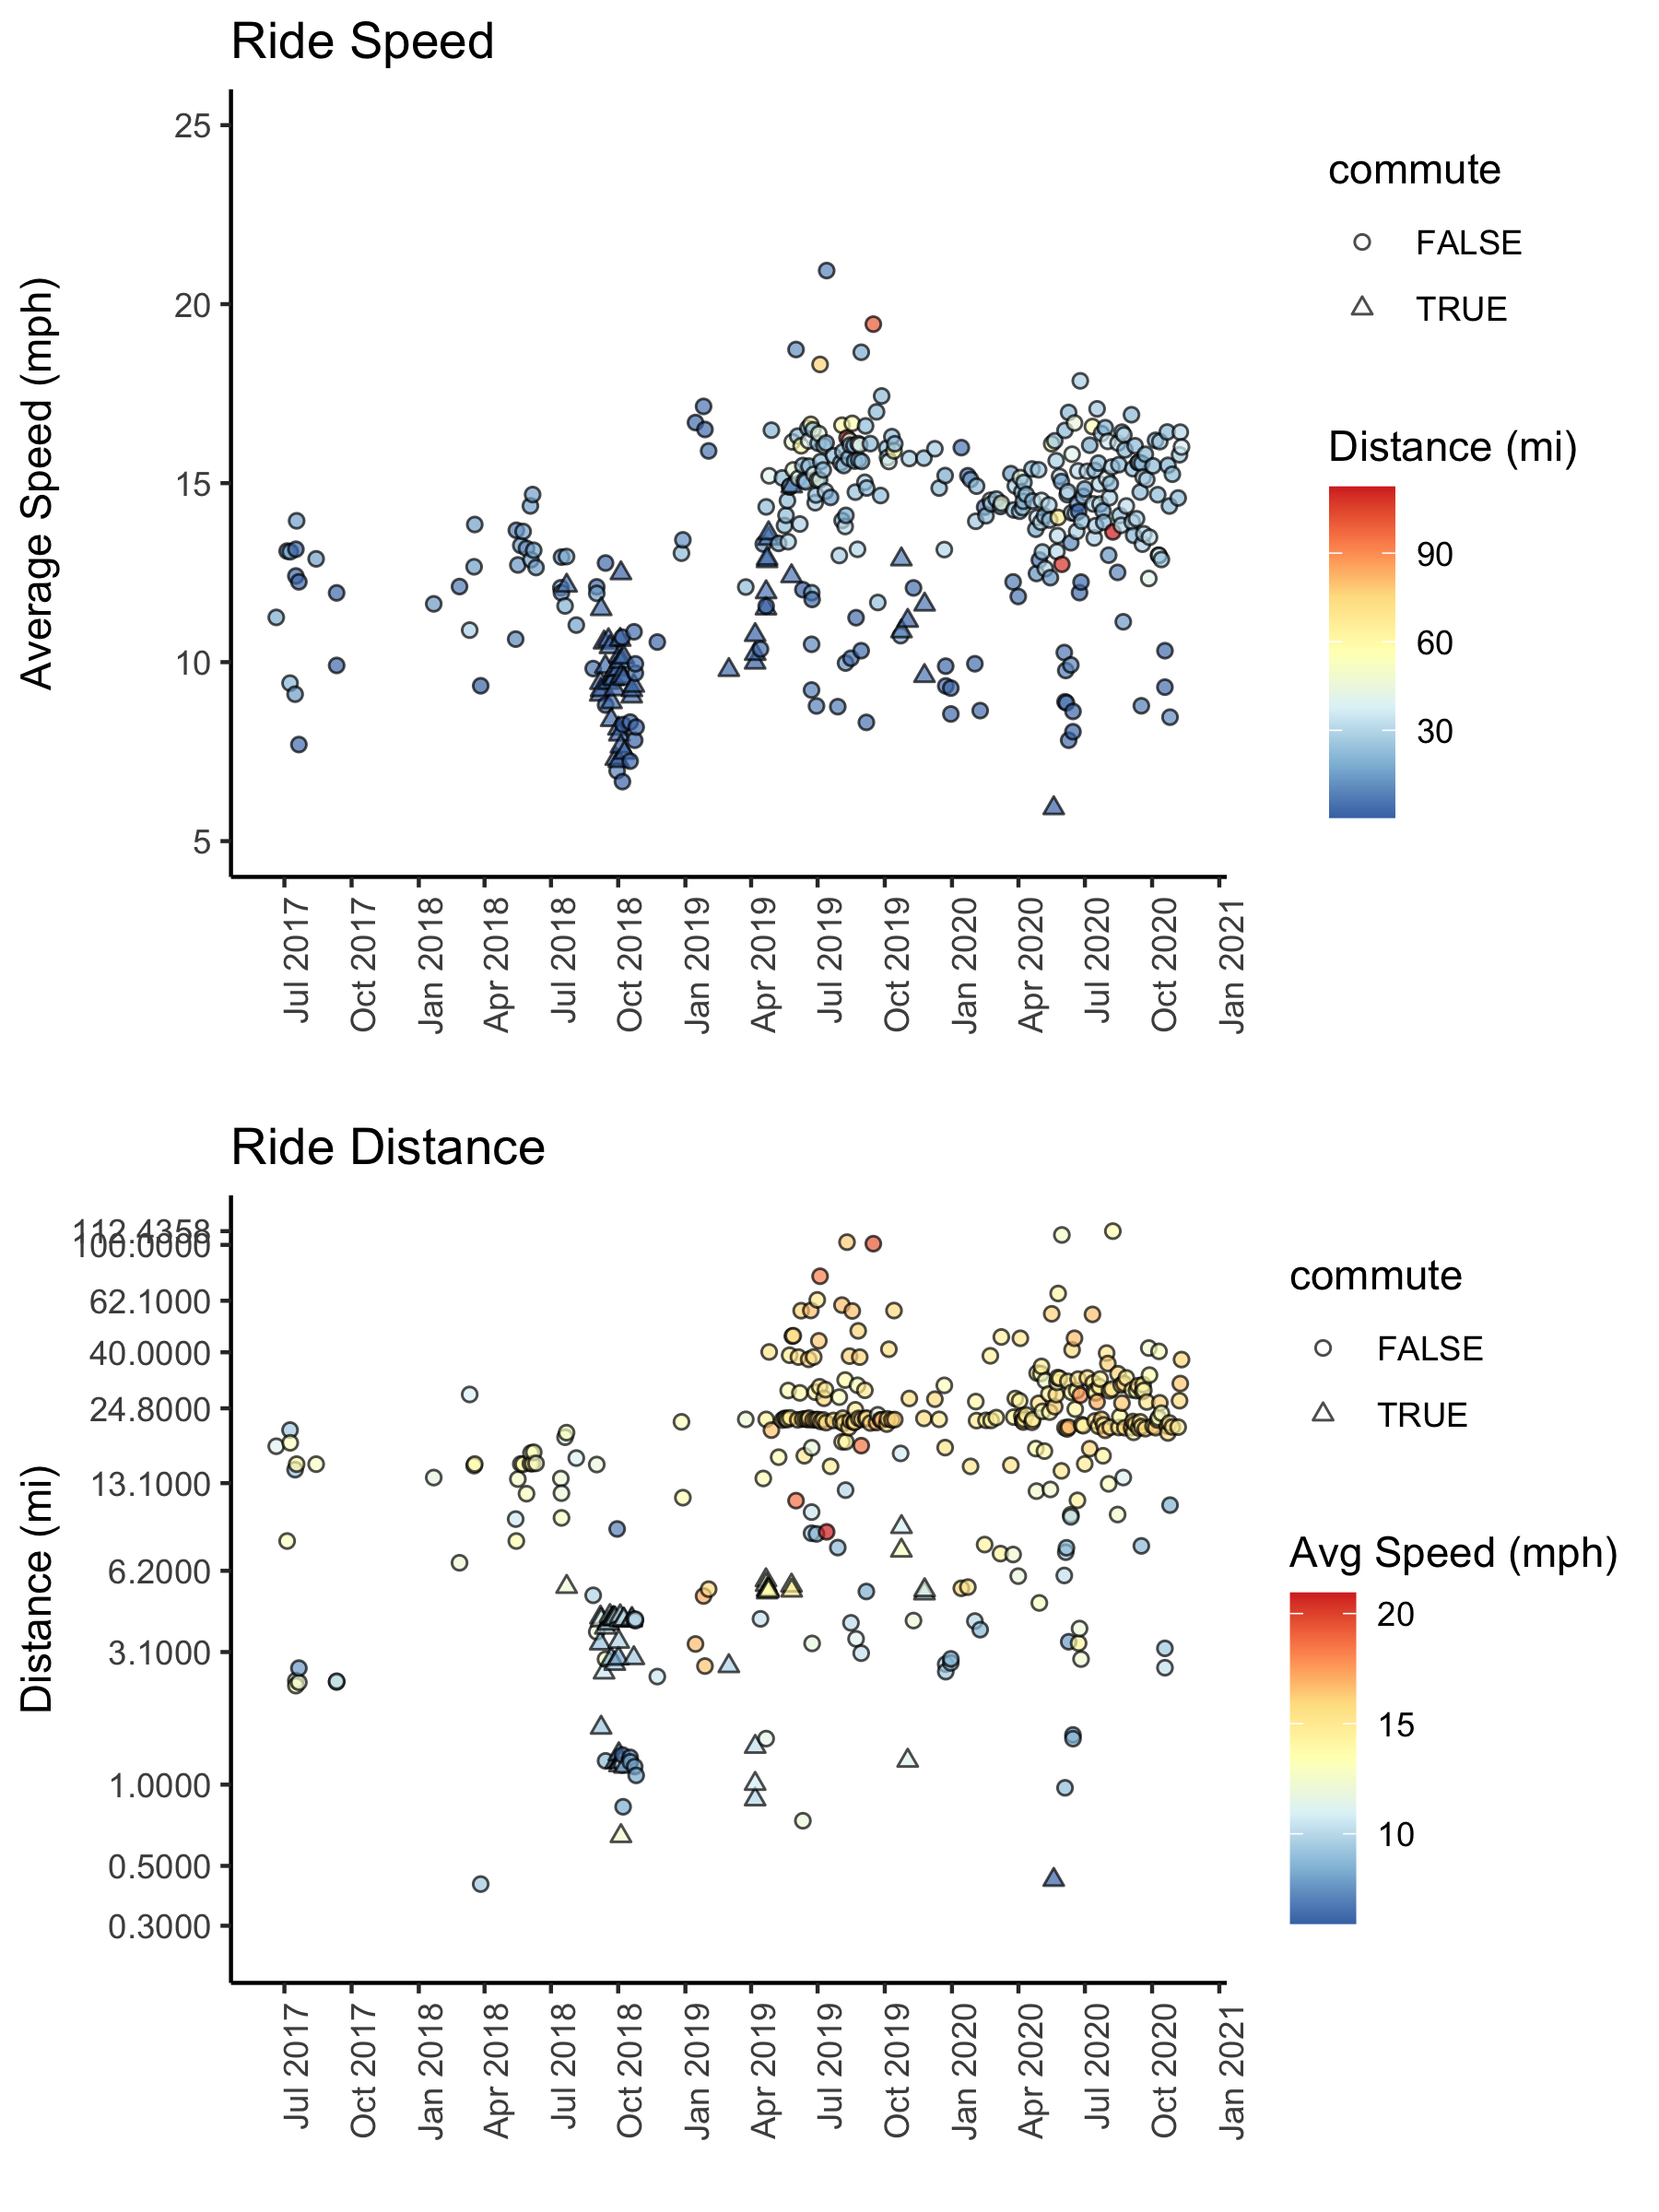 Ride Speed
Average Speed (mph)
25
20
15
10
5
Jul 2017
Oct 2017
Jan 2018
Apr 2018
Jul 2018
Oct 2018
Jan 2019
Apr 2019
Jul 2019
Oct 2019
Jan 2020
Apr 2020
Jul 2020
Oct 2020
Jan 2021
commute
FALSE
TRUE
Distance (mi)
90
60
30
Ride Distance
Distance (mi)
112.4358
100.0000
62.1000
40.0000
24.8000
13.1000
6.2000
3.1000
1.0000
0.5000
0.3000
Jul 2017
Oct 2017
Jan 2018
Apr 2018
Jul 2018
Oct 2018
Jan 2019
Apr 2019
Jul 2019
Oct 2019
Jan 2020
Apr 2020
Jul 2020
Oct 2020
Jan 2021
commute
FALSE
TRUE
Avg Speed (mph)
20
15
10